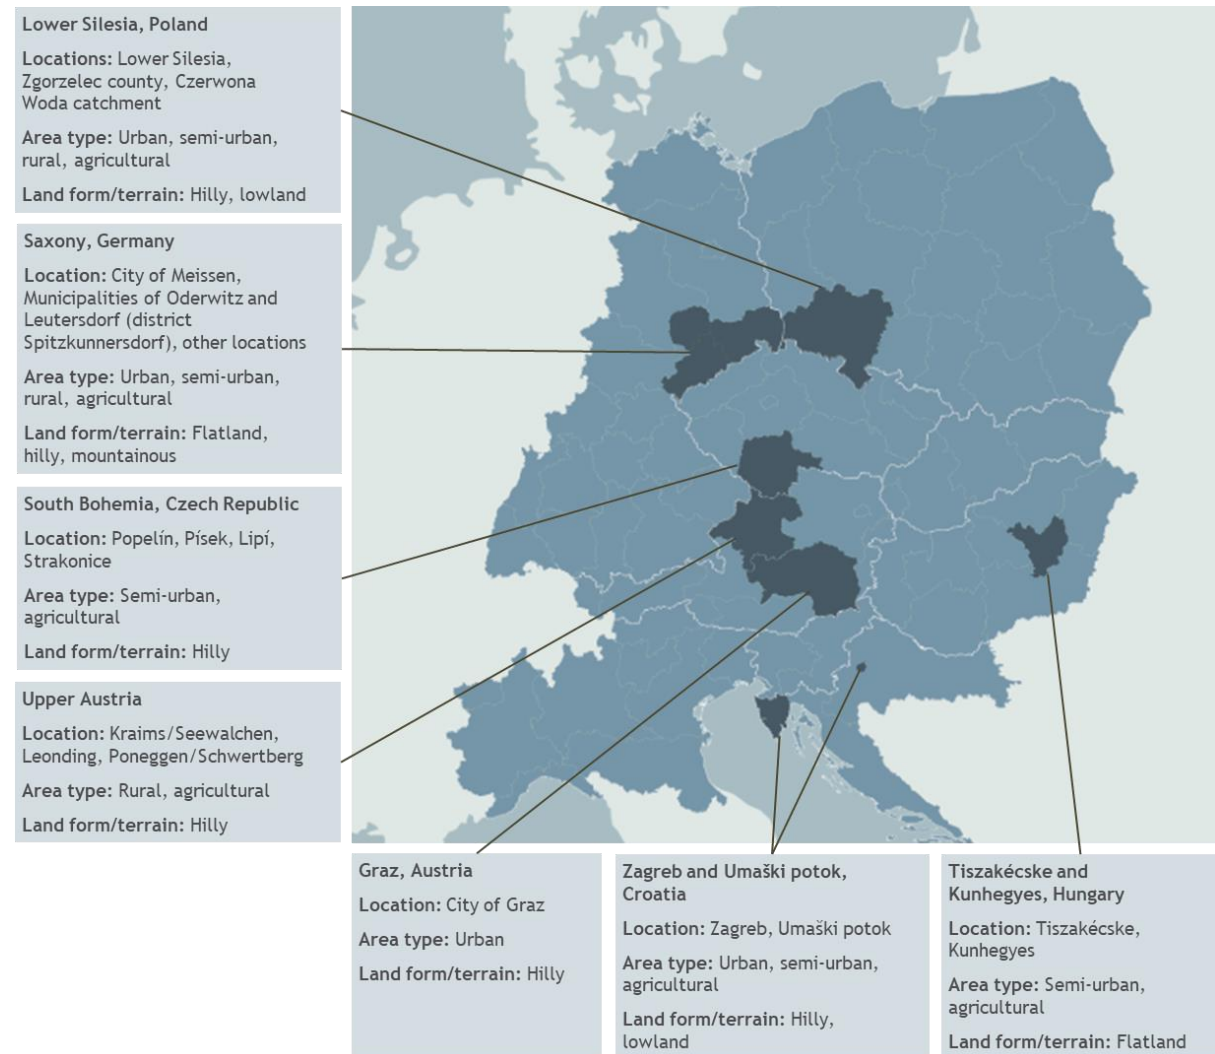 Lower Silesia, Poland
Locations: Lower Silesia,
Zgorzelec county, Czerwona
Woda catchment
Area type: Urban, semi-urban,
rural, agricultural
Land form/terrain: Hilly, lowland
Saxony, Germany
Location: City of Meissen,
Municipalities of Oderwitz and
Leutersdorf (district
Spitzkunnersdorf), other locations
Area type: Urban, semi-urban,
rural, agricultural
Land form/terrain: Flatland,
hilly, mountainous
South Bohemia, Czech Republic
Location: Popelín, Písek, Lipí,
Strakonice
Area type: Semi-urban,
agricultural
Land form/terrain: Hilly
Upper Austria
Location: Kraims/Seewalchen,
Leonding, Poneggen/Schwertberg
Area type: Rural, agricultural
Land form/terrain: Hilly
Graz, Austria
Location: City of Graz
Area type: Urban
Land form/terrain: Hilly
Zagreb and Umaški potok,
Croatia
Location: Zagreb, Umaški potok
Area type: Urban, semi-urban,
agricultural
Land form/terrain: Hilly,
lowland
Tiszakécske and
Kunhegyes, Hungary
Location: Tiszakécske,
Kunhegyes
Area type: Semi-urban,
agricultural
Land form/terrain: Flatland